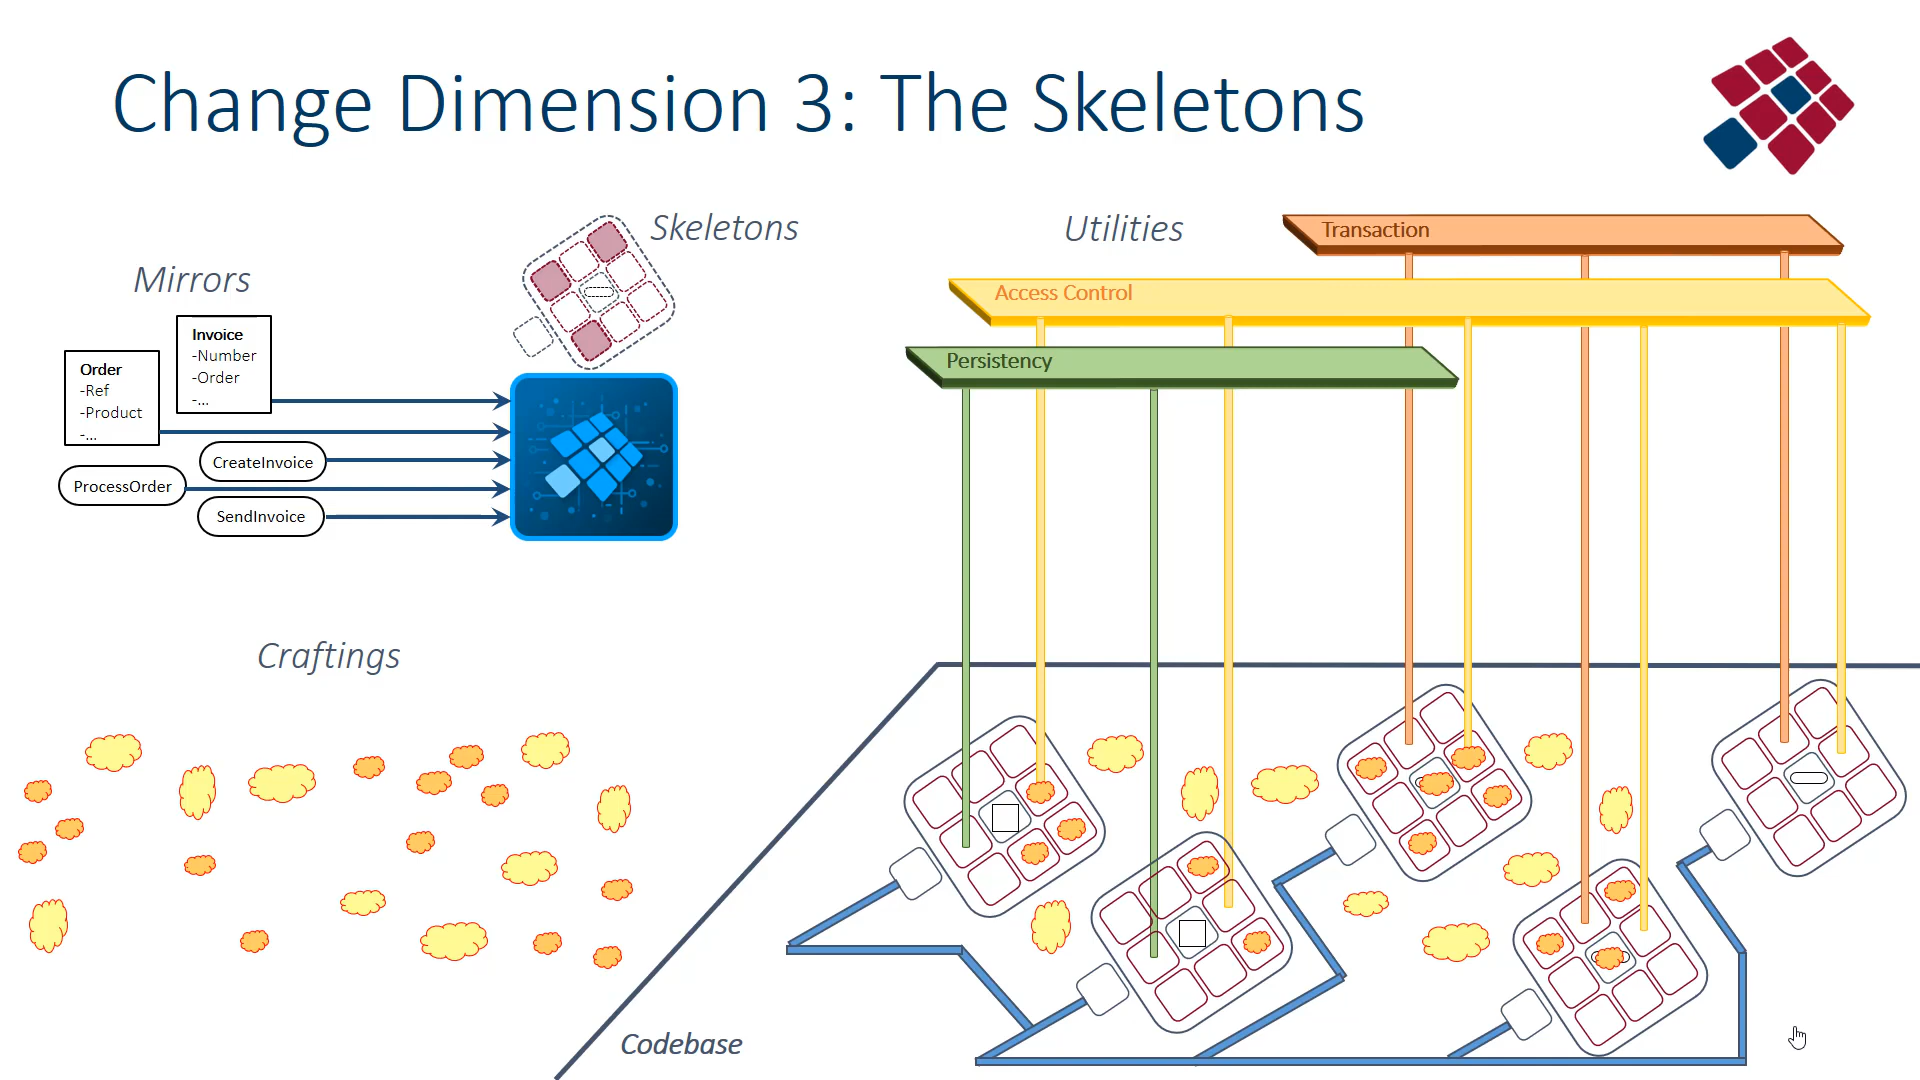 Change Dimension 3: The Skeletons
Skeletons
Utilities
Transaction
Mirrors
Access Control
Invoice
-Number
-Order
-...
Persistency
Order
-Ref
-Product
-...
CreateInvoice
ProcessOrder
SendInvoice
Craftings
Codebase